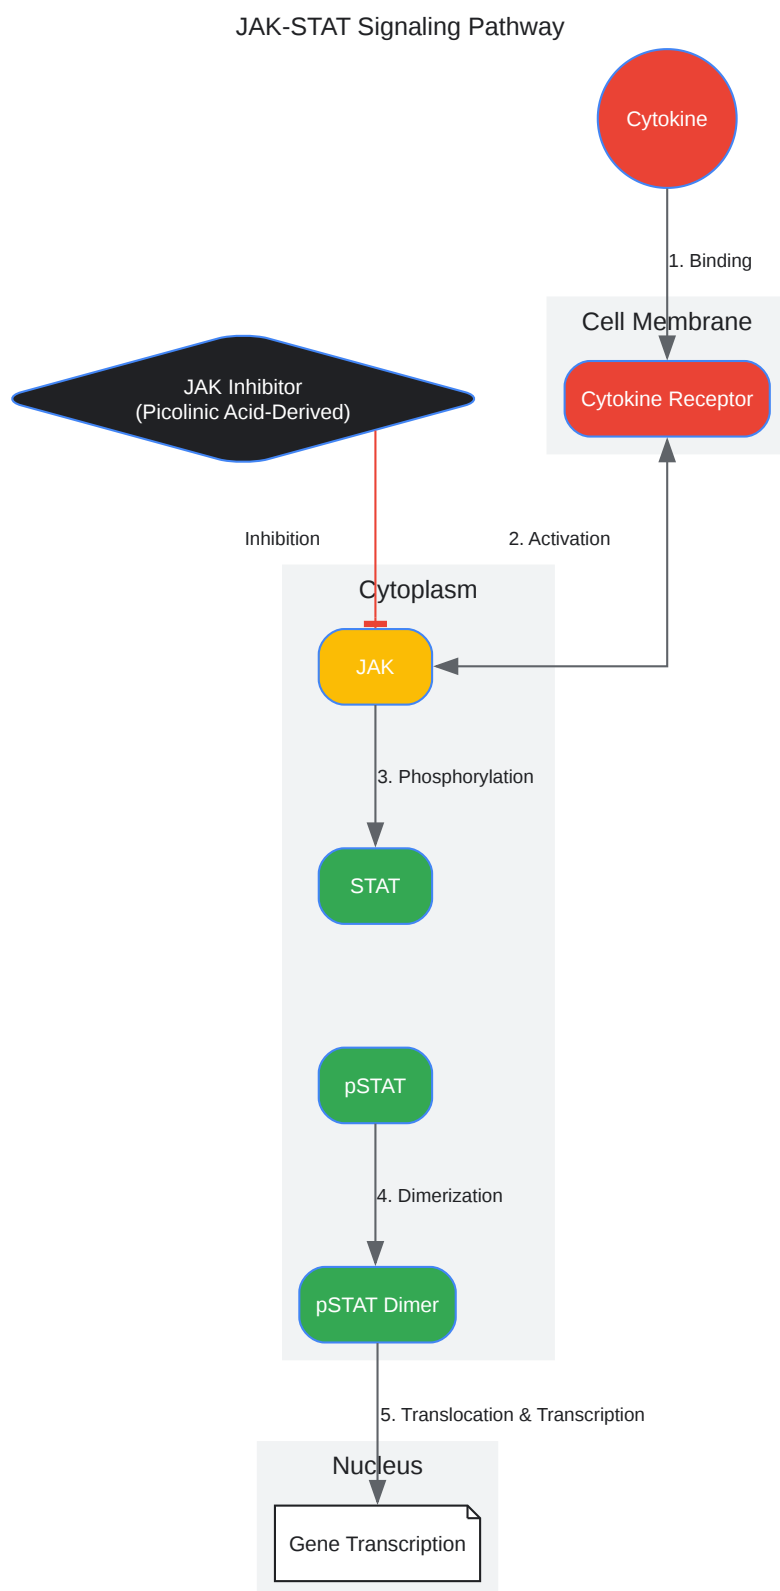 JAK-STAT Signaling Pathway
Cytokine
1. Binding
Cell Membrane
Cytokine Receptor
JAK Inhibitor
(Picolinic Acid-Derived)
Inhibition
2. Activation
Cytoplasm
JAK
3. Phosphorylation
STAT
pSTAT
4. Dimerization
pSTAT Dimer
5. Translocation & Transcription
Nucleus
Gene Transcription